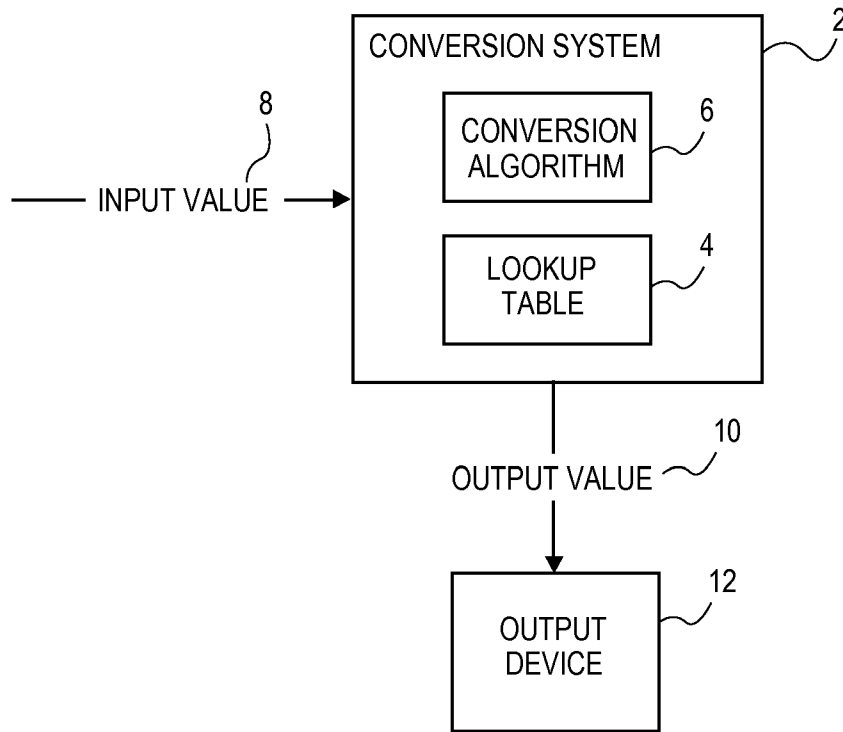 CONVERSION SYSTEM
2
8
CONVERSION
ALGORITHM
6
INPUT VALUE
LOOKUP
TABLE
4
OUTPUT VALUE
10
OUTPUT
DEVICE
12